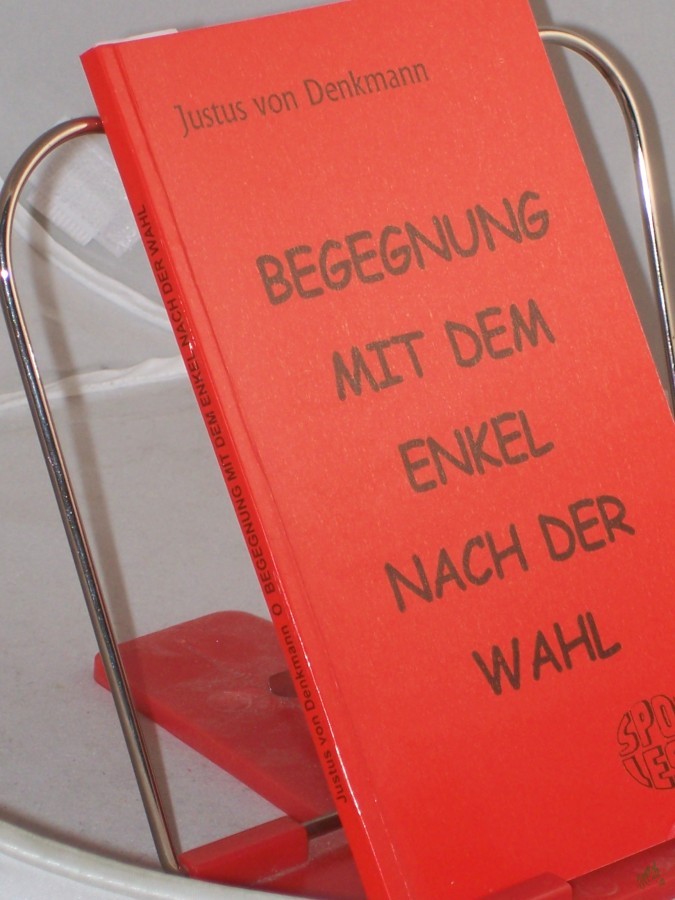 Justus von Denkmann
BEGEGNUNG
MIT DEM
ENKEL
NACH DER
WAHL
Justus von Denkmann O BEGEGNUNG MIT DEM ENKEL NACH DER WAHL